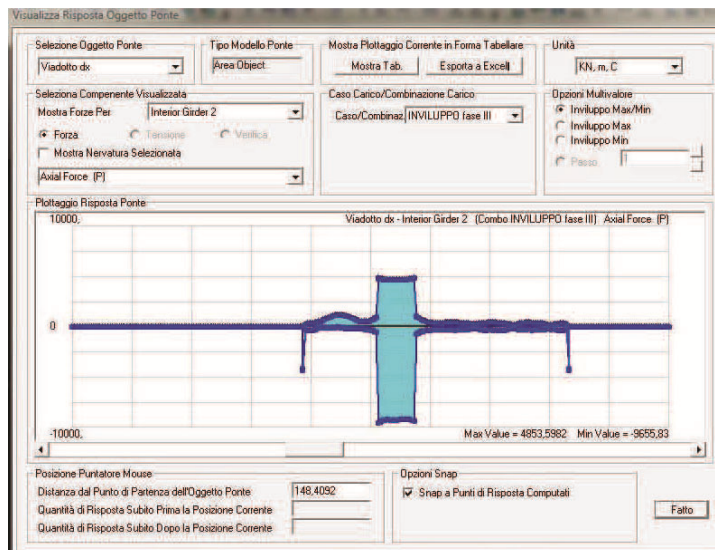 Visualizza Risposta Oggetto Ponte
Selezione Oggetto Ponte
Viadotto dx
Tipo Modello Ponte
Area Object
Mostra Plottaggio Corrente in Forma Tabellare
Mostra Tab.
Esporta a Excell
Unità
KN, m, C
Seleziona Compenente Visualizzata
Mostra Forze Per
Interior Girder 2
Forza
Tensione
Verifica
Mostra Nervatura Selezionata
Axial Force (P)
Caso Carico/Combinazione Carico
Caso/Combinaz.
INVILUPPO fase III
Opzioni Multivalore
Inviluppo Max/Min
Inviluppo Max
Inviluppo Min
Passo
1
Plottaggio Risposta Ponte
10000,
Viadotto dx - Interior Girder 2 (Combo INVILUPPO fase III) Axial Force (P)
0
-10000,
Max Value = 4853,5982 Min Value = -9655,83
Posizione Puntatore Mouse
Distanza dal Punto di Partenza dell'Oggetto Ponte
148,4092
Quantità di Risposta Subito Prima la Posizione Corrente
Quantità di Risposta Subito Dopo la Posizione Corrente
Opzioni Snap
Snap a Punti di Risposta Computati
Fatto